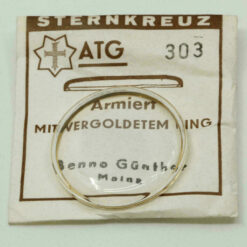 STERNKREUZ
ATG 303
Armiert
MIT VERGOLDETEM RING
Benno Günther
Mainz